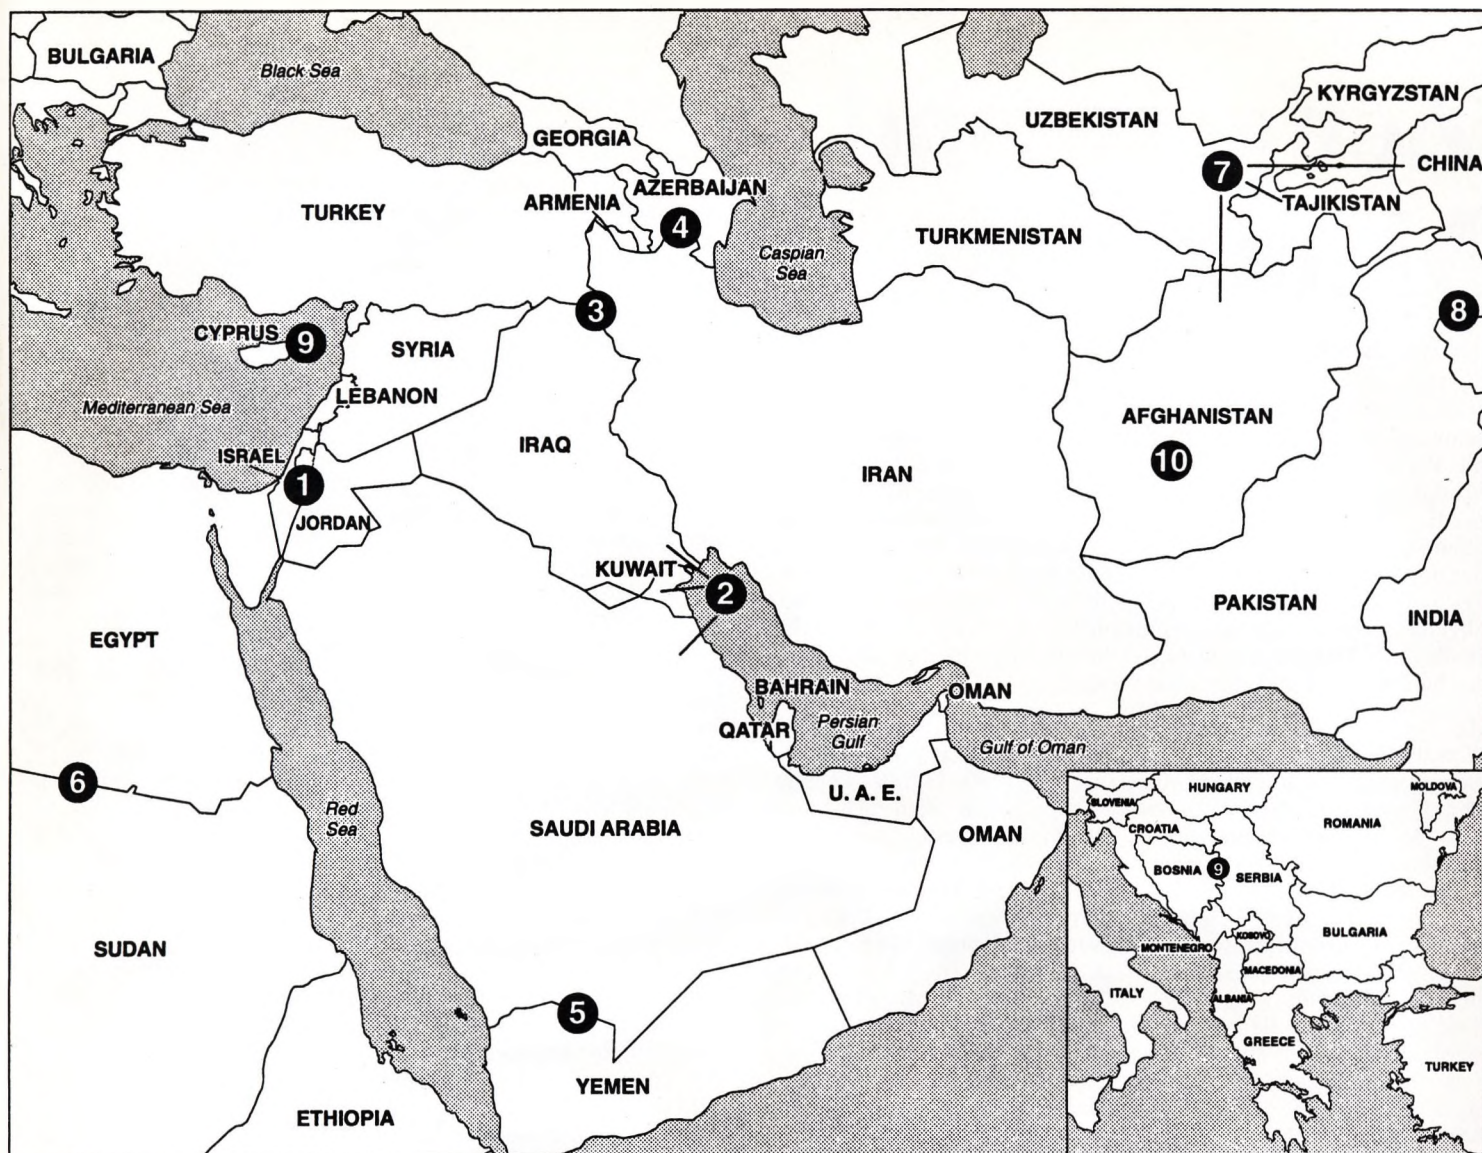 BULGARIA
Black Sea
GEORGIA
ARMENIA
AZERBAIJAN
4
TURKEY
Caspian
Sea
UZBEKISTAN
KYRGYZSTAN
7
CHINA
TAJIKISTAN
TURKMENISTAN
3
8
CYPRUS
9
SYRIA
LEBANON
Mediterranean Sea
ISRAEL
1
JORDAN
IRAQ
IRAN
AFGHANISTAN
10
KUWAIT
2
PAKISTAN
INDIA
EGYPT
BAHRAIN
QATAR
Persian
Gulf
OMAN
Gulf of Oman
6
Red
Sea
SAUDI ARABIA
U. A. E.
OMAN
SUDAN
5
YEMEN
ETHIOPIA
HUNGARY
MOLDOVA
SLOVENIA
CROATIA
ROMANIA
BOSNIA
9
SERBIA
BULGARIA
KOSOVO
MONTENEGRO
MACEDONIA
ITALY
ALBANIA
GREECE
TURKEY